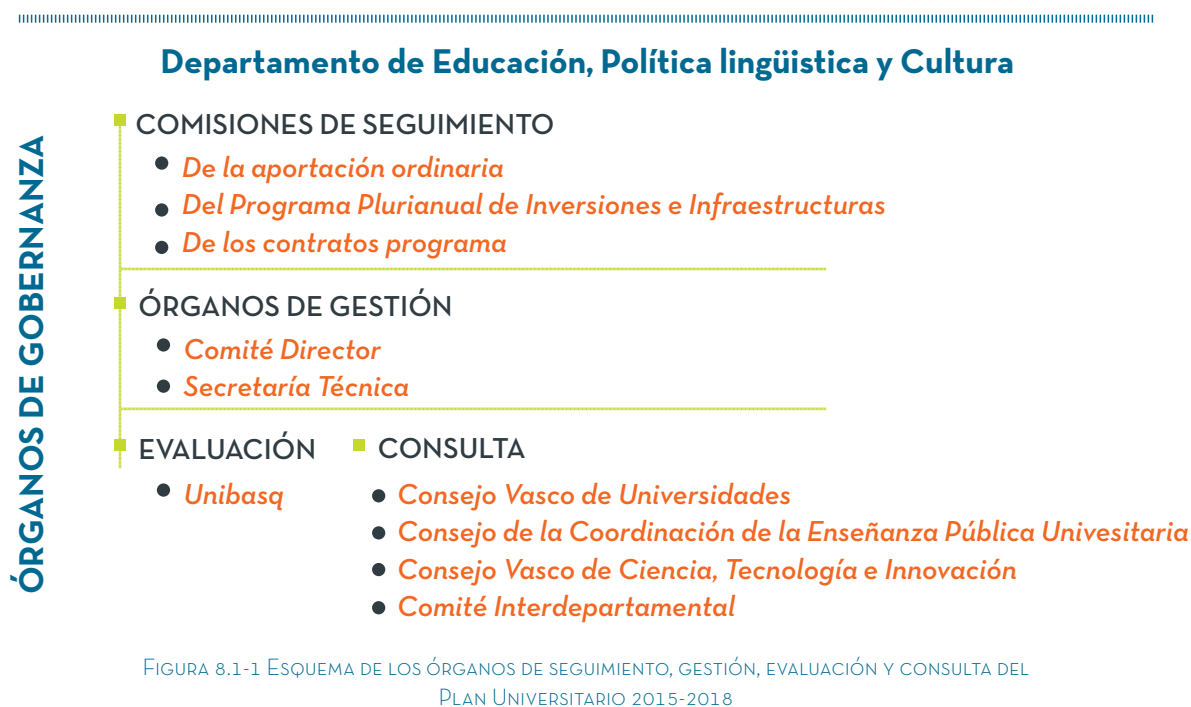 Departamento de Educación, Política lingüistica y Cultura
ÓRGANOS DE GOBERNANZA
COMISIONES DE SEGUIMIENTO
De la aportación ordinaria
Del Programa Plurianual de Inversiones e Infraestructuras
De los contratos programa
ÓRGANOS DE GESTIÓN
Comité Director
Secretaría Técnica
EVALUACIÓN
Unibasq
CONSULTA
Consejo Vasco de Universidades
Consejo de la Coordinación de la Enseñanza Pública Univesitaria
Consejo Vasco de Ciencia, Tecnología e Innovación
Comité Interdepartamental
Figura 8.1-1 Esquema de los órganos de seguimiento, gestión, evaluación y consulta del
Plan Universitario 2015-2018